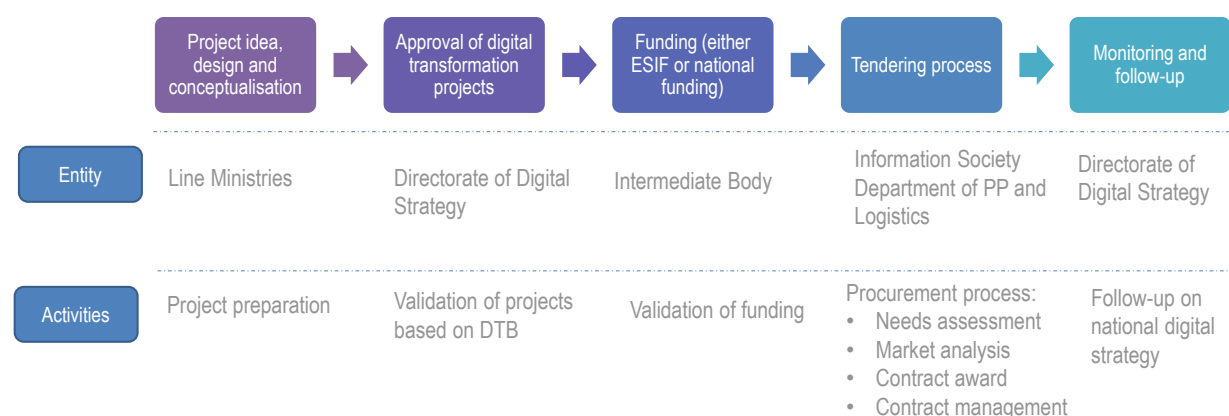 Project idea,
design and
conceptualisation
Approval of digital
transformation
projects
Funding (either
ESIF or national
funding)
Tendering process
Monitoring and
follow-up
Entity
Line Ministries
Directorate of Digital
Strategy
Intermediate Body
Information Society
Department of PP and
Logistics
Directorate of
Digital Strategy
Activities
Project preparation
Validation of projects
based on DTB
Validation of funding
Procurement process:
• Needs assessment
• Market analysis
• Contract award
• Contract management
Follow-up on
national digital
strategy